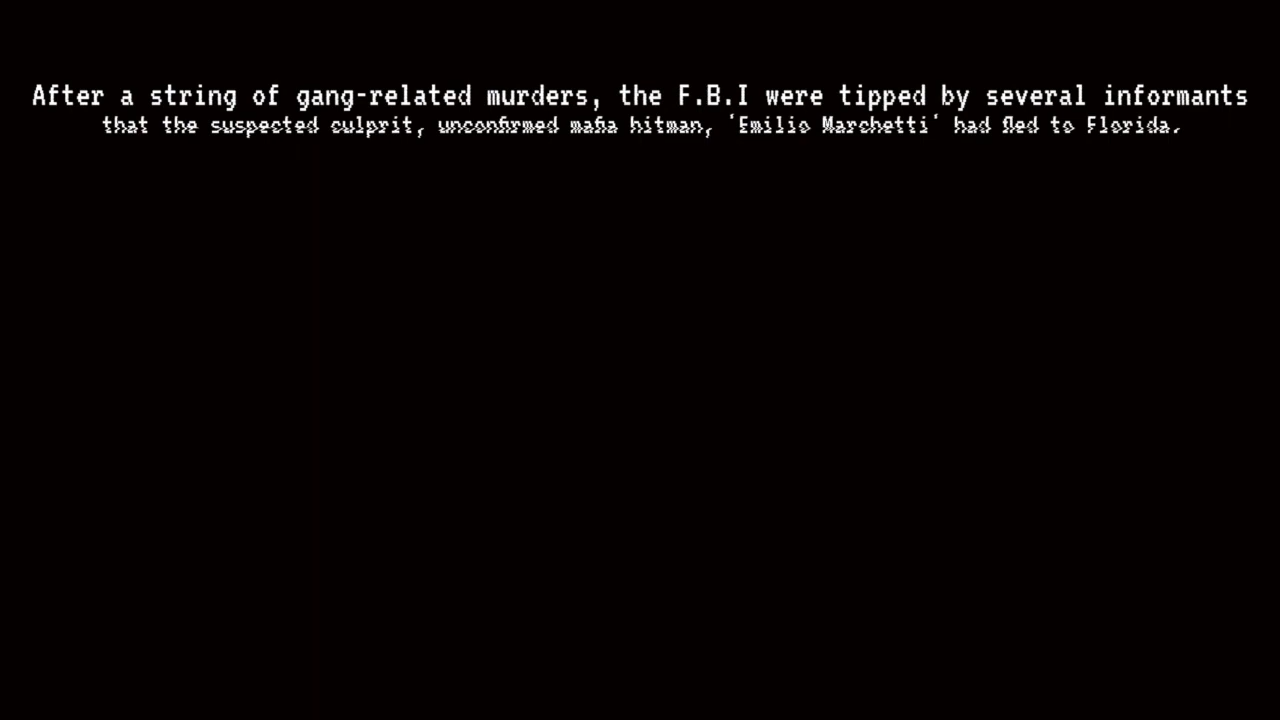 After a string of gang-related murders, the F.B.I were tipped by several informants
that the suspected culprit, unconfirmed mafia hitman, 'Emilio Marchetti' had fled to Florida.